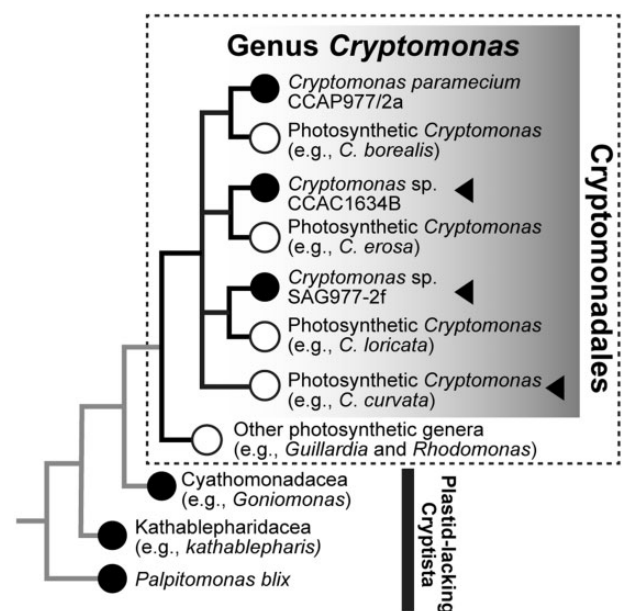 Genus Cryptomonas
Cryptomonas paramecium
CCAP977/2a
Photosynthetic Cryptomonas
(e.g., C. borealis)
Cryptomonas sp.
CCAC1634B
Photosynthetic Cryptomonas
(e.g., C. erosa)
Cryptomonas sp.
SAG977-2f
Photosynthetic Cryptomonas
(e.g., C. loricata)
Photosynthetic Cryptomonas
(e.g., C. curvata)
Other photosynthetic genera
(e.g., Guillardia and Rhodomonas)
Cryptomonadales
Cyathomonadacea
(e.g., Goniomonas)
Kathablepharidacea
(e.g., kathablepharis)
Palpitomonas blix
Plastid-lacking
Cryptista